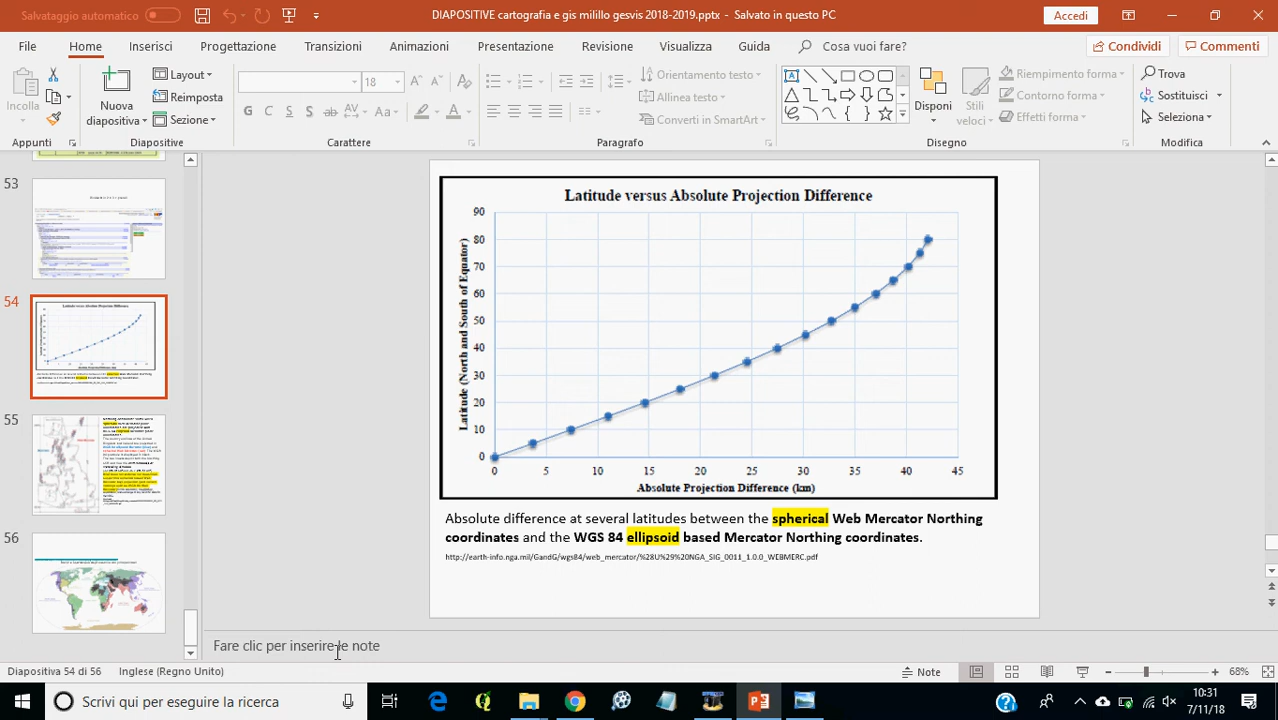 Salvataggio automatico
DIAPOSITIVE cartografia e gis milillo gesvis 2018-2019.pptx - Salvato in questo PC
Accedi
File Home Inserisci Progettazione Transizioni Animazioni Presentazione Revisione Visualizza Guida Cosa vuoi fare? Condividi Commenti
Incolla
Nuova
diapositiva
Layout
Reimposta
Sezione
18
G C S S ab AV Aa A
Orientamento testo
Allinea testo
Converti in SmartArt
Disponi
Stili
veloci
Riempimento forma
Contorno forma
Effetti forma
Trova
Sostituisci
Seleziona
Appunti Diapositive Carattere Paragrafo Disegno Modifica
53
54
55
56
Latitude versus Absolute Projection Difference
Latitude (North and South of Equator)
90
80
70
60
50
40
30
20
10
0
0 5 10 15 20 25 30 35 40 45
Absolute Projection Difference (km)
Absolute difference at several latitudes between the spherical Web Mercator Northing
coordinates and the WGS 84 ellipsoid based Mercator Northing coordinates.
http://earth-info.nga.mil/GandG/wgs84/web_mercator/%28U%29%20NGA_SIG_0011_1.0.0_WEBMERC.pdf
Fare clic per inserire le note
Diapositiva 54 di 56 Inglese (Regno Unito) Note 68%
Scrivi qui per eseguire la ricerca
10:31
7/11/18